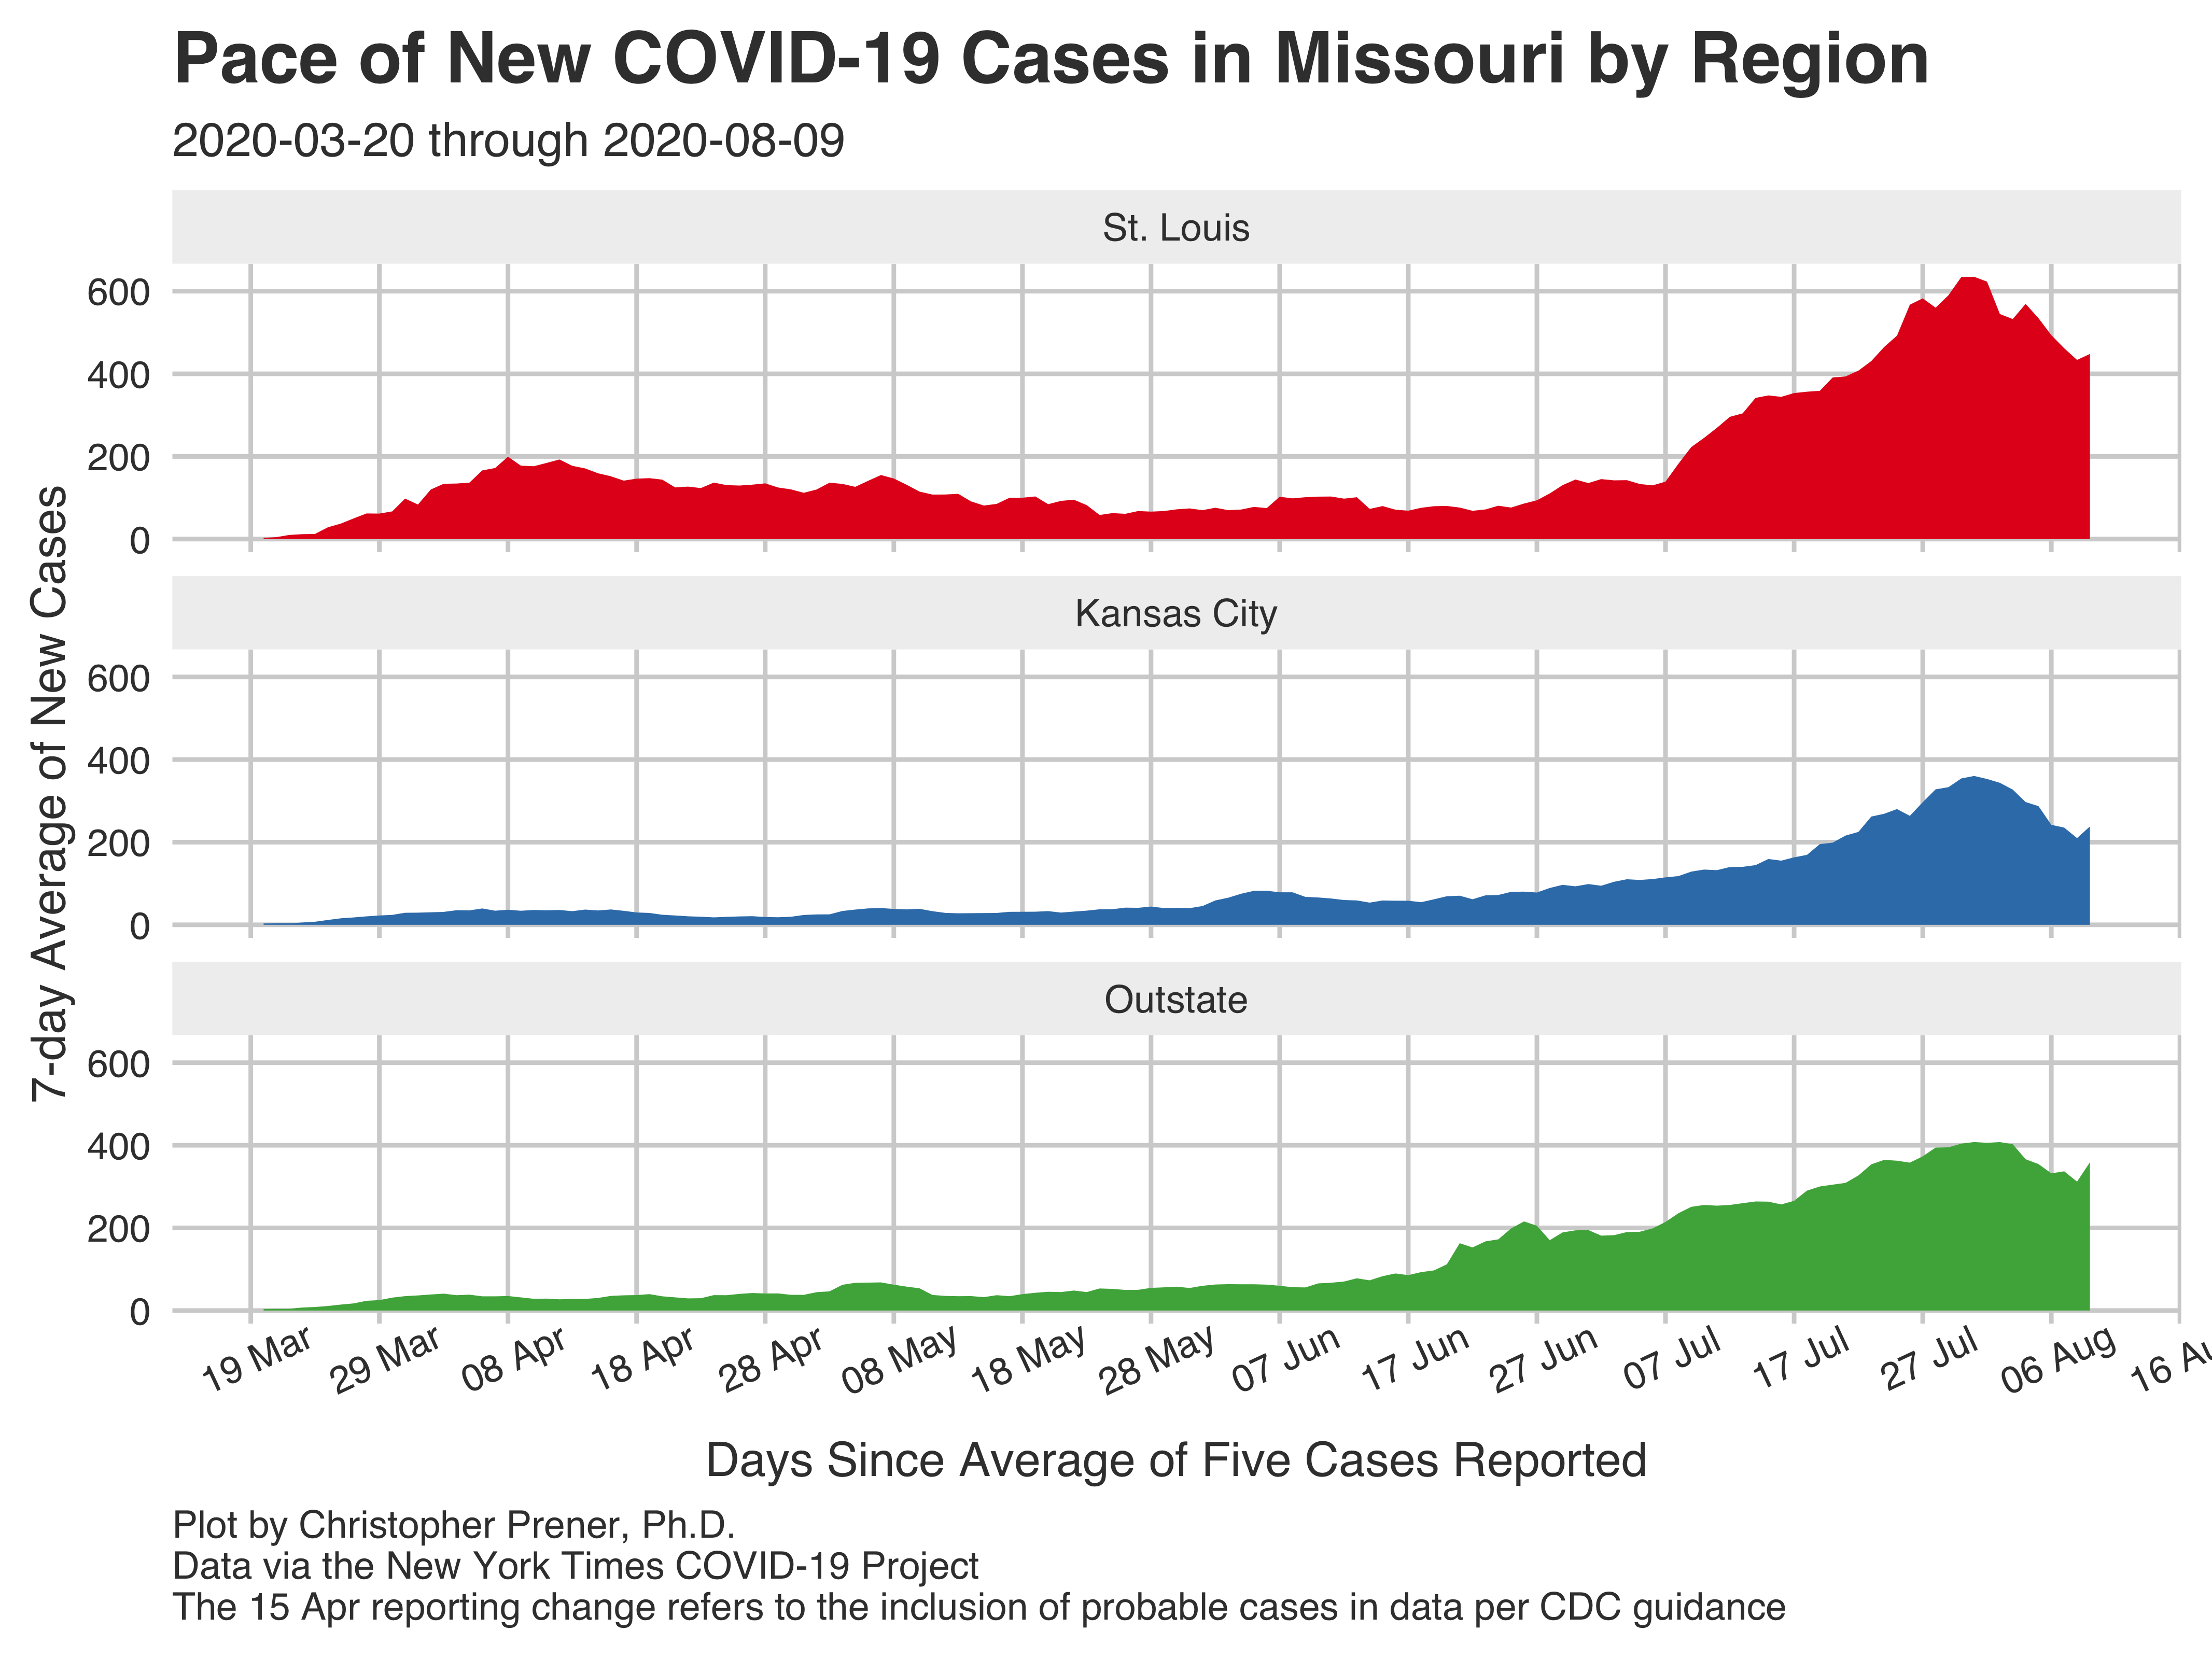 Pace of New COVID-19 Cases in Missouri by Region
2020-03-20 through 2020-08-09
7-day Average of New Cases
St. Louis
600
400
200
0
Kansas City
600
400
200
0
Outstate
600
400
200
0
19 Mar 29 Mar 08 Apr 18 Apr 28 Apr 08 May 18 May 28 May 07 Jun 17 Jun 27 Jun 07 Jul 17 Jul 27 Jul 06 Aug 16
Days Since Average of Five Cases Reported
Plot by Christopher Prener, Ph.D.
Data via the New York Times COVID-19 Project
The 15 Apr reporting change refers to the inclusion of probable cases in data per CDC guidance